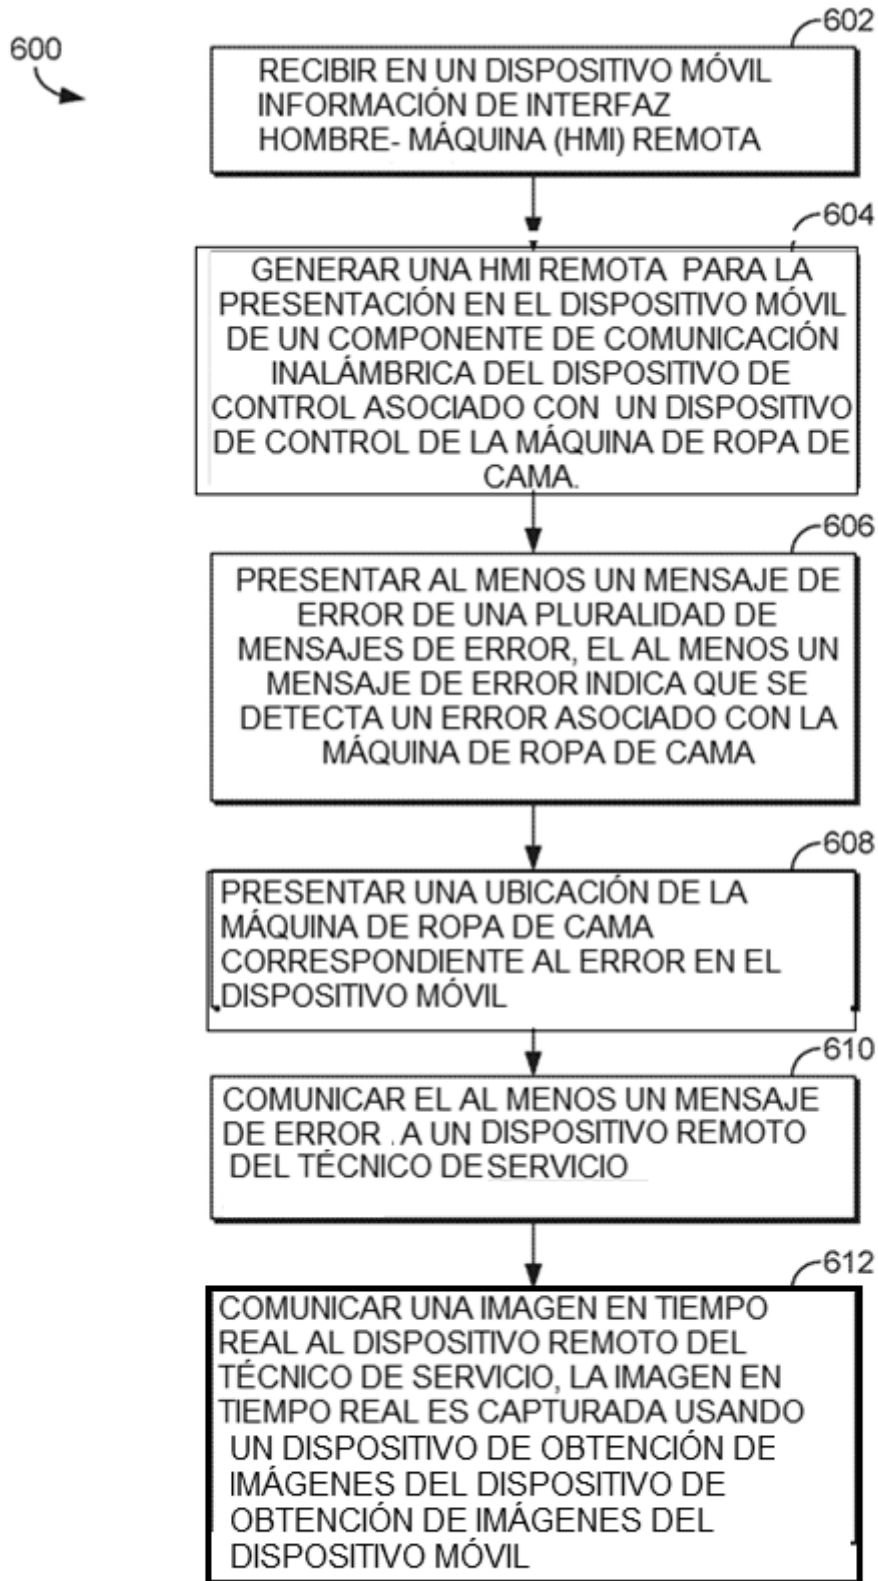 600
602
RECIBIR EN UN DISPOSITIVO MÓVIL
INFORMACIÓN DE INTERFAZ
HOMBRE- MÁQUINA (HMI) REMOTA
604
GENERAR UNA HMI REMOTA PARA LA
PRESENTACIÓN EN EL DISPOSITIVO MÓVIL
DE UN COMPONENTE DE COMUNICACIÓN
INALÁMBRICA DEL DISPOSITIVO DE
CONTROL ASOCIADO CON UN DISPOSITIVO
DE CONTROL DE LA MÁQUINA DE ROPA DE
CAMA.
606
PRESENTAR AL MENOS UN MENSAJE DE
ERROR DE UNA PLURALIDAD DE
MENSAJES DE ERROR, EL AL MENOS UN
MENSAJE DE ERROR INDICA QUE SE
DETECTA UN ERROR ASOCIADO CON LA
MÁQUINA DE ROPA DE CAMA
608
PRESENTAR UNA UBICACIÓN DE LA
MÁQUINA DE ROPA DE CAMA
CORRESPONDIENTE AL ERROR EN EL
DISPOSITIVO MÓVIL
610
COMUNICAR EL AL MENOS UN MENSAJE
DE ERROR . A UN DISPOSITIVO REMOTO
DEL TÉCNICO DE SERVICIO
612
COMUNICAR UNA IMAGEN EN TIEMPO
REAL AL DISPOSITIVO REMOTO DEL
TÉCNICO DE SERVICIO, LA IMAGEN EN
TIEMPO REAL ES CAPTURADA USANDO
UN DISPOSITIVO DE OBTENCIÓN DE
IMÁGENES DEL DISPOSITIVO DE
OBTENCIÓN DE IMÁGENES DEL
DISPOSITIVO MÓVIL